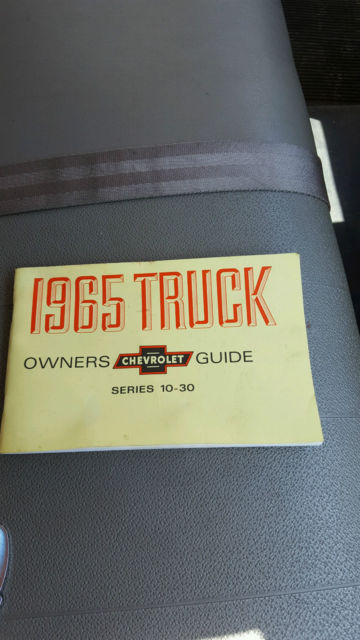 1965 TRUCK
OWNERS CHEVROLET GUIDE
SERIES 10-30